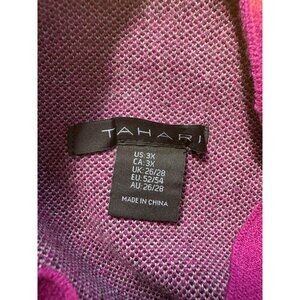 TAHARI
US: 3X
CA: 3X
UK: 26/28
EU: 52/54
AU: 26/28
MADE IN CHINA